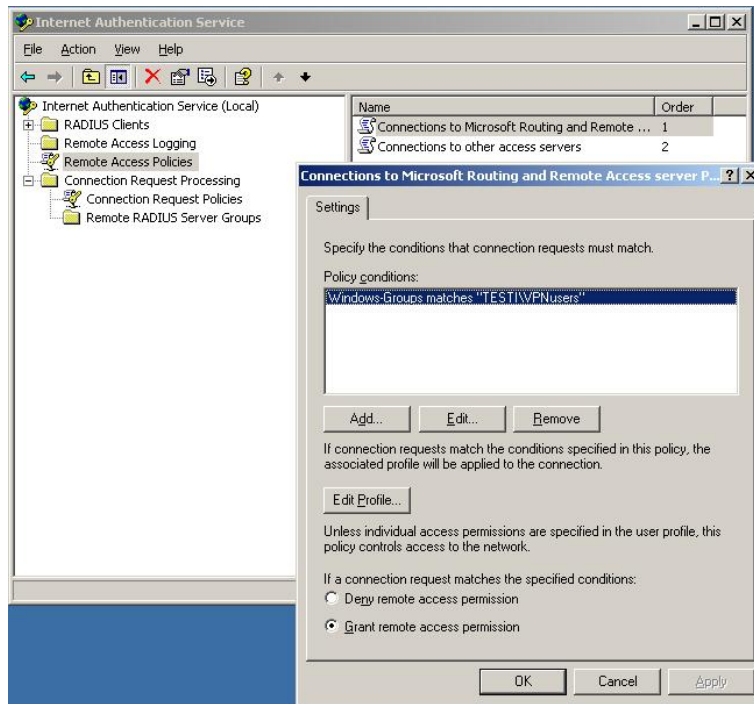 Internet Authentication Service
File Action View Help
Internet Authentication Service (Local)
RADIUS Clients
Remote Access Logging
Remote Access Policies
Connection Request Processing
Connection Request Policies
Remote RADIUS Server Groups
Name Order
Connections to Microsoft Routing and Remote ... 1
Connections to other access servers 2
Connections to Microsoft Routing and Remote Access server P...
Settings
Specify the conditions that connection requests must match.
Policy conditions:
Windows-Groups matches "TESTI\VPNusers"
Add... Edit... Remove
If connection requests match the conditions specified in this policy, the
associated profile will be applied to the connection.
Edit Profile...
Unless individual access permissions are specified in the user profile, this
policy controls access to the network.
If a connection request matches the specified conditions:
Deny remote access permission
Grant remote access permission
OK Cancel Apply